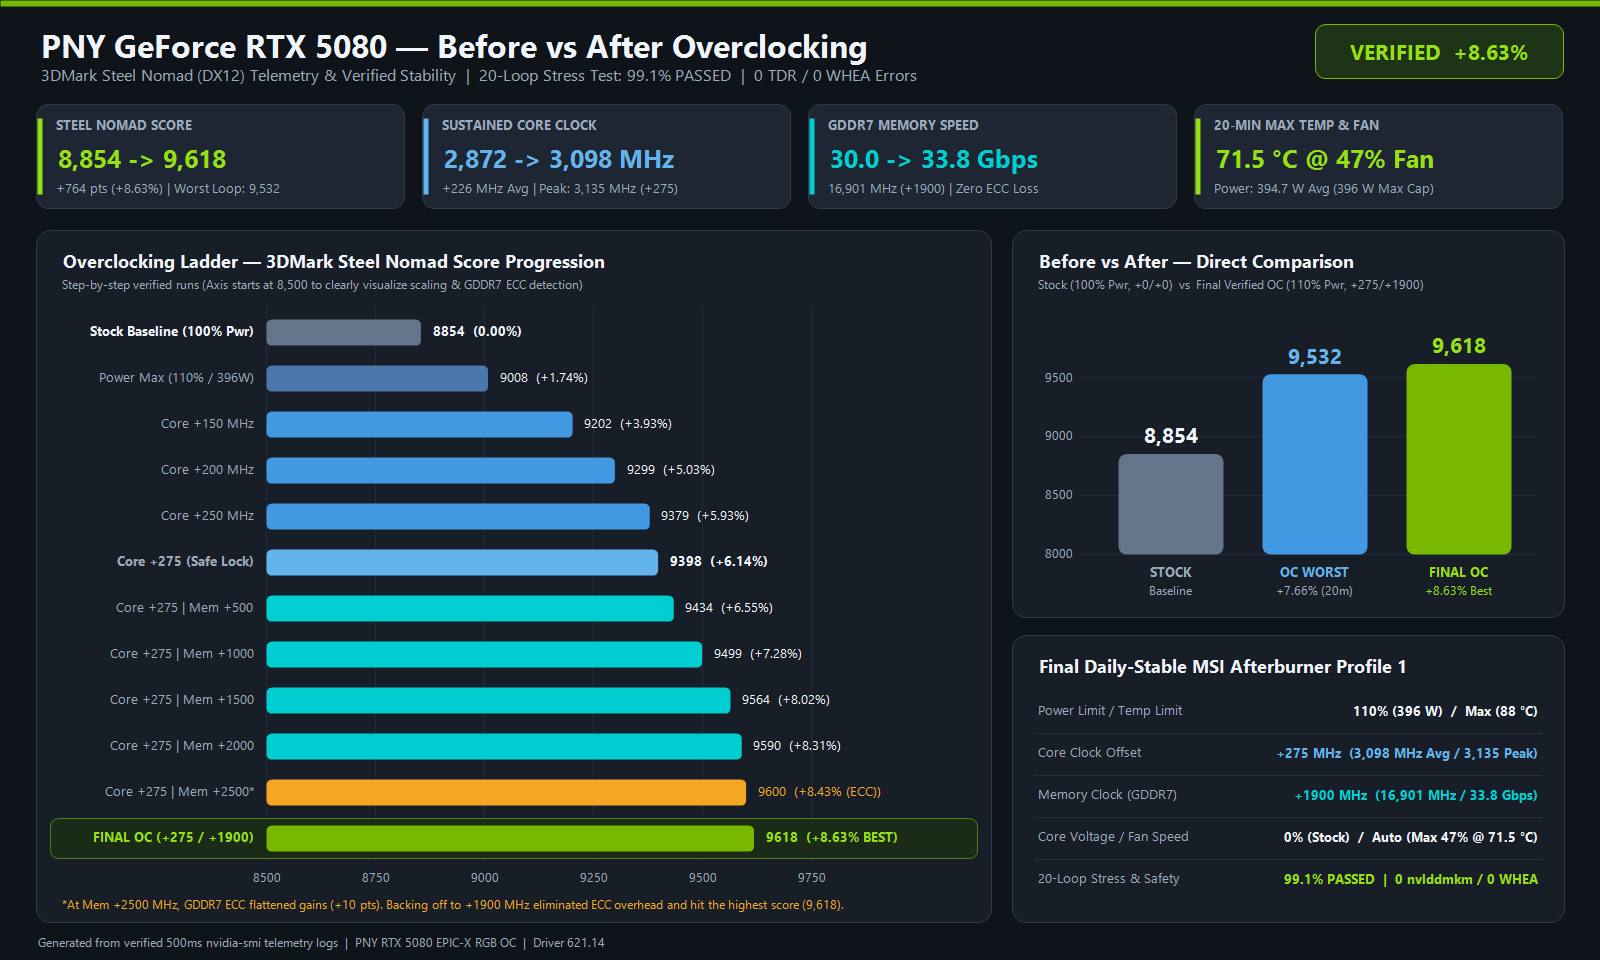 PNY GeForce RTX 5080 — Before vs After Overclocking
3DMark Steel Nomad (DX12) Telemetry & Verified Stability | 20-Loop Stress Test: 99.1% PASSED | 0 TDR / 0 WHEA Errors
VERIFIED +8.63%
STEEL NOMAD SCORE
8,854 -> 9,618
+764 pts (+8.63%) | Worst Loop: 9,532
SUSTAINED CORE CLOCK
2,872 -> 3,098 MHz
+226 MHz Avg | Peak: 3,135 MHz (+275)
GDDR7 MEMORY SPEED
30.0 -> 33.8 Gbps
16,901 MHz (+1900) | Zero ECC Loss
20-MIN MAX TEMP & FAN
71.5 °C @ 47% Fan
Power: 394.7 W Avg (396 W Max Cap)
Overclocking Ladder — 3DMark Steel Nomad Score Progression
Step-by-step verified runs (Axis starts at 8,500 to clearly visualize scaling & GDDR7 ECC detection)
Stock Baseline (100% Pwr) 8854 (0.00%)
Power Max (110% / 396W) 9008 (+1.74%)
Core +150 MHz 9202 (+3.93%)
Core +200 MHz 9299 (+5.03%)
Core +250 MHz 9379 (+5.93%)
Core +275 (Safe Lock) 9398 (+6.14%)
Core +275 | Mem +500 9434 (+6.55%)
Core +275 | Mem +1000 9499 (+7.28%)
Core +275 | Mem +1500 9564 (+8.02%)
Core +275 | Mem +2000 9590 (+8.31%)
Core +275 | Mem +2500* 9600 (+8.43% (ECC))
FINAL OC (+275 / +1900) 9618 (+8.63% BEST)
8500 8750 9000 9250 9500 9750
*At Mem +2500 MHz, GDDR7 ECC flattened gains (+10 pts). Backing off to +1900 MHz eliminated ECC overhead and hit the highest score (9,618).
Before vs After — Direct Comparison
Stock (100% Pwr, +0/+0) vs Final Verified OC (110% Pwr, +275/+1900)
9500
9000
8500
8000
8,854
9,532
9,618
STOCK
Baseline
OC WORST
+7.66% (20m)
FINAL OC
+8.63% Best
Final Daily-Stable MSI Afterburner Profile 1
Power Limit / Temp Limit 110% (396 W) / Max (88 °C)
Core Clock Offset +275 MHz (3,098 MHz Avg / 3,135 Peak)
Memory Clock (GDDR7) +1900 MHz (16,901 MHz / 33.8 Gbps)
Core Voltage / Fan Speed 0% (Stock) / Auto (Max 47% @ 71.5 °C)
20-Loop Stress & Safety 99.1% PASSED | 0 nvlddmkm / 0 WHEA
Generated from verified 500ms nvidia-smi telemetry logs | PNY RTX 5080 EPIC-X RGB OC | Driver 621.14